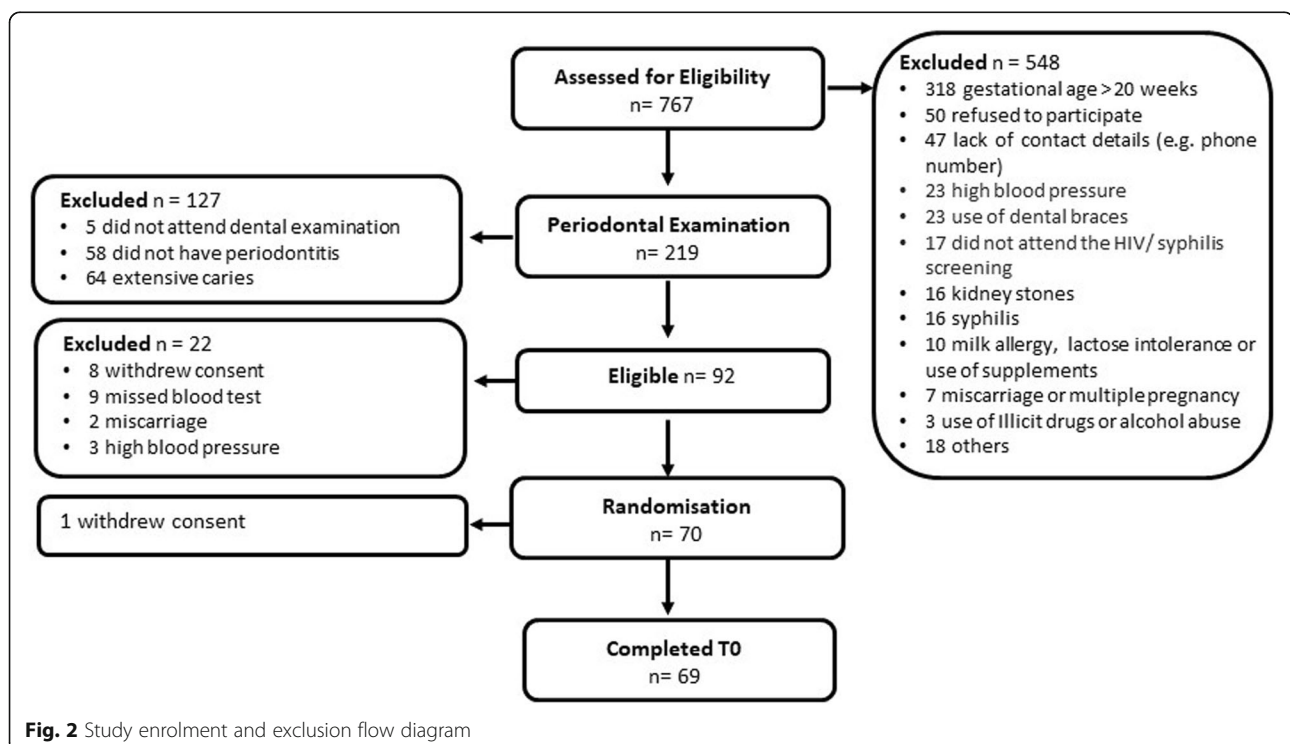 Assessed for Eligibility
n= 767
Excluded n = 548
• 318 gestational age > 20 weeks
• 50 refused to participate
• 47 lack of contact details (e.g. phone
number)
• 23 high blood pressure
• 23 use of dental braces
• 17 did not attend the HIV/ syphilis
screening
• 16 kidney stones
• 16 syphilis
• 10 milk allergy, lactose intolerance or
use of supplements
• 7 miscarriage or multiple pregnancy
• 3 use of Illicit drugs or alcohol abuse
• 18 others
Periodontal Examination
n= 219
Excluded n = 127
• 5 did not attend dental examination
• 58 did not have periodontitis
• 64 extensive caries
Eligible n= 92
Excluded n = 22
• 8 withdrew consent
• 9 missed blood test
• 2 miscarriage
• 3 high blood pressure
Randomisation
n= 70
1 withdrew consent
Completed T0
n= 69
Fig. 2 Study enrolment and exclusion flow diagram